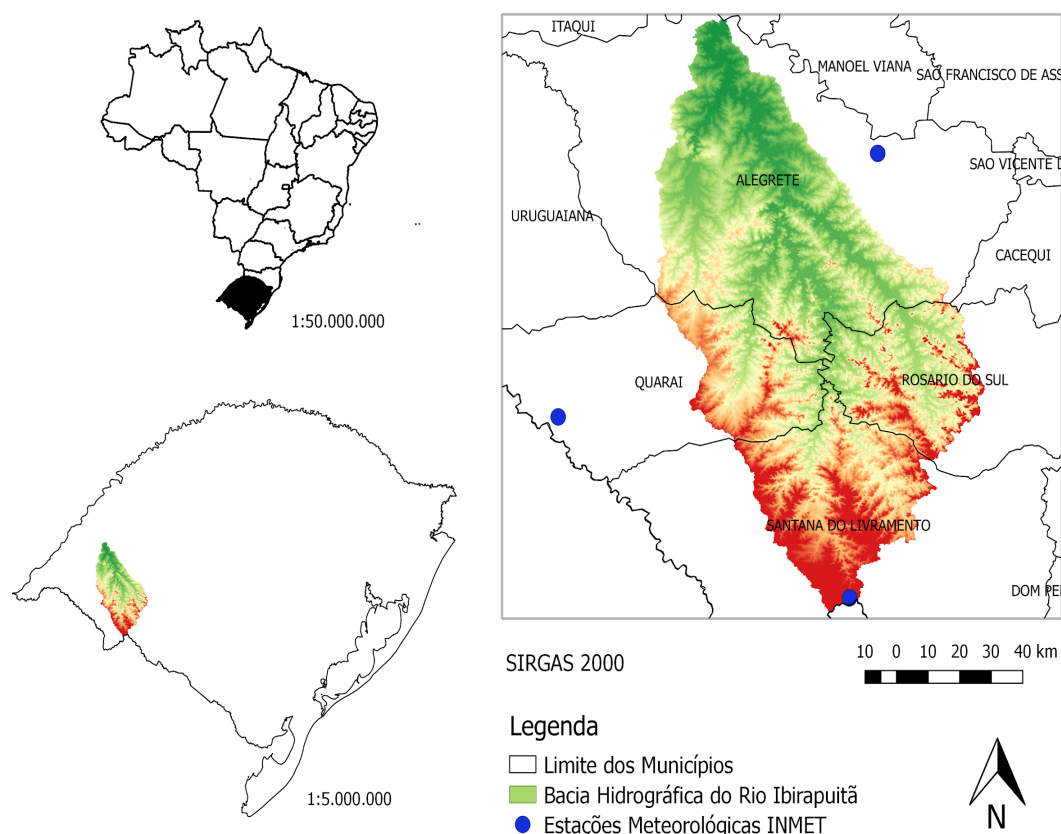 ITAQUI
MANOEL VIANA
SAO FRANCISCO DE ASS
SAO VICENTE D
ALEGRETE
URUGUAIANA
CACEQUI
1:50.000.000
QUARAI
ROSARIO DO SUL
SANTANA DO LIVRAMENTO
DOM PE
SIRGAS 2000
10 0 10 20 30 40 km
Legenda
Limite dos Municípios
Bacia Hidrográfica do Rio Ibirapuitã
Estações Meteorológicas INMET
1:5.000.000
N